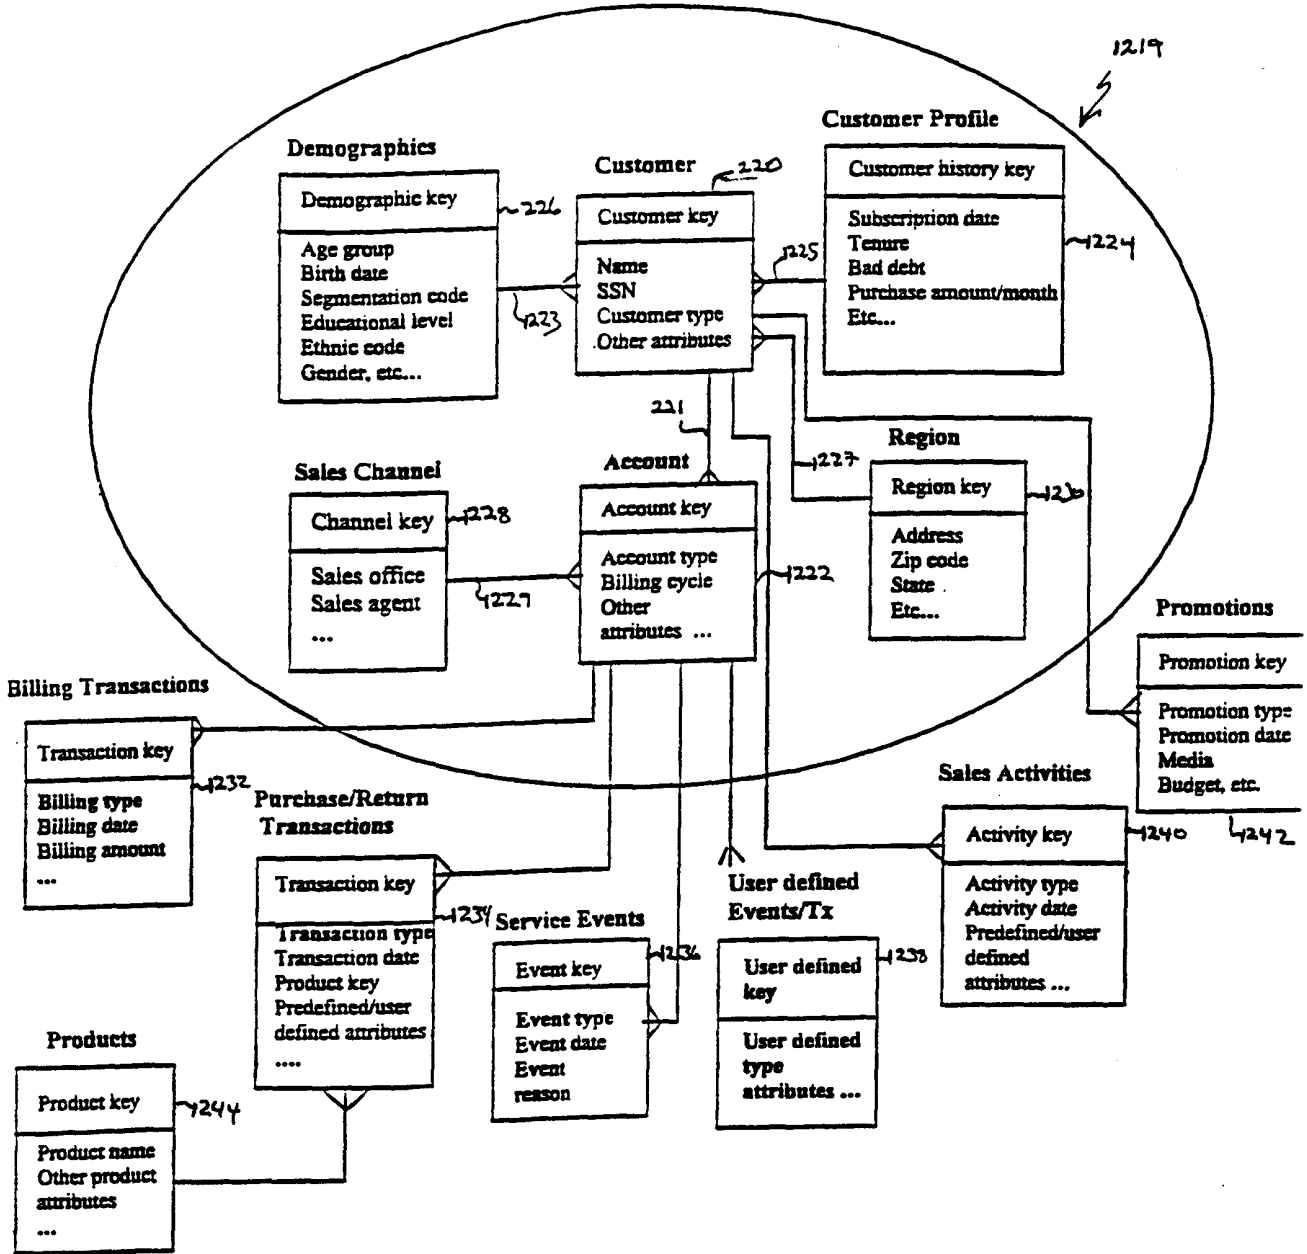 1219
Demographics
Demographic key
226
Age group
Birth date
Segmentation code
Educational level
Ethnic code
Gender, etc...
1223
Customer
220
Customer key
Name
SSN
Customer type
.Other attributes
1225
Customer Profile
Customer history key
Subscription date
Tenure
Bad debt
Purchase amount/month
Etc...
1224
221
1227
Sales Channel
Channel key
1228
Sales office
Sales agent
...
1229
Account
Account key
Account type
Billing cycle
Other
attributes ...
1222
Region
Region key
1230
Address
Zip code
State
Etc...
Promotions
Promotion key
Promotion type
Promotion date
Media
Budget, etc.
1242
Billing Transactions
Transaction key
1232
Billing type
Billing date
Billing amount
...
Purchase/Return
Transactions
Transaction key
1234
Transaction type
Transaction date
Product key
Predefined/user
defined attributes
....
Service Events
1236
Event key
Event type
Event date
Event
reason
User defined
Events/Tx
1238
User defined
key
User defined
type
attributes ...
Sales Activities
Activity key
1240
Activity type
Activity date
Predefined/user
defined
attributes ...
Products
Product key
1244
Product name
Other product
attributes
...